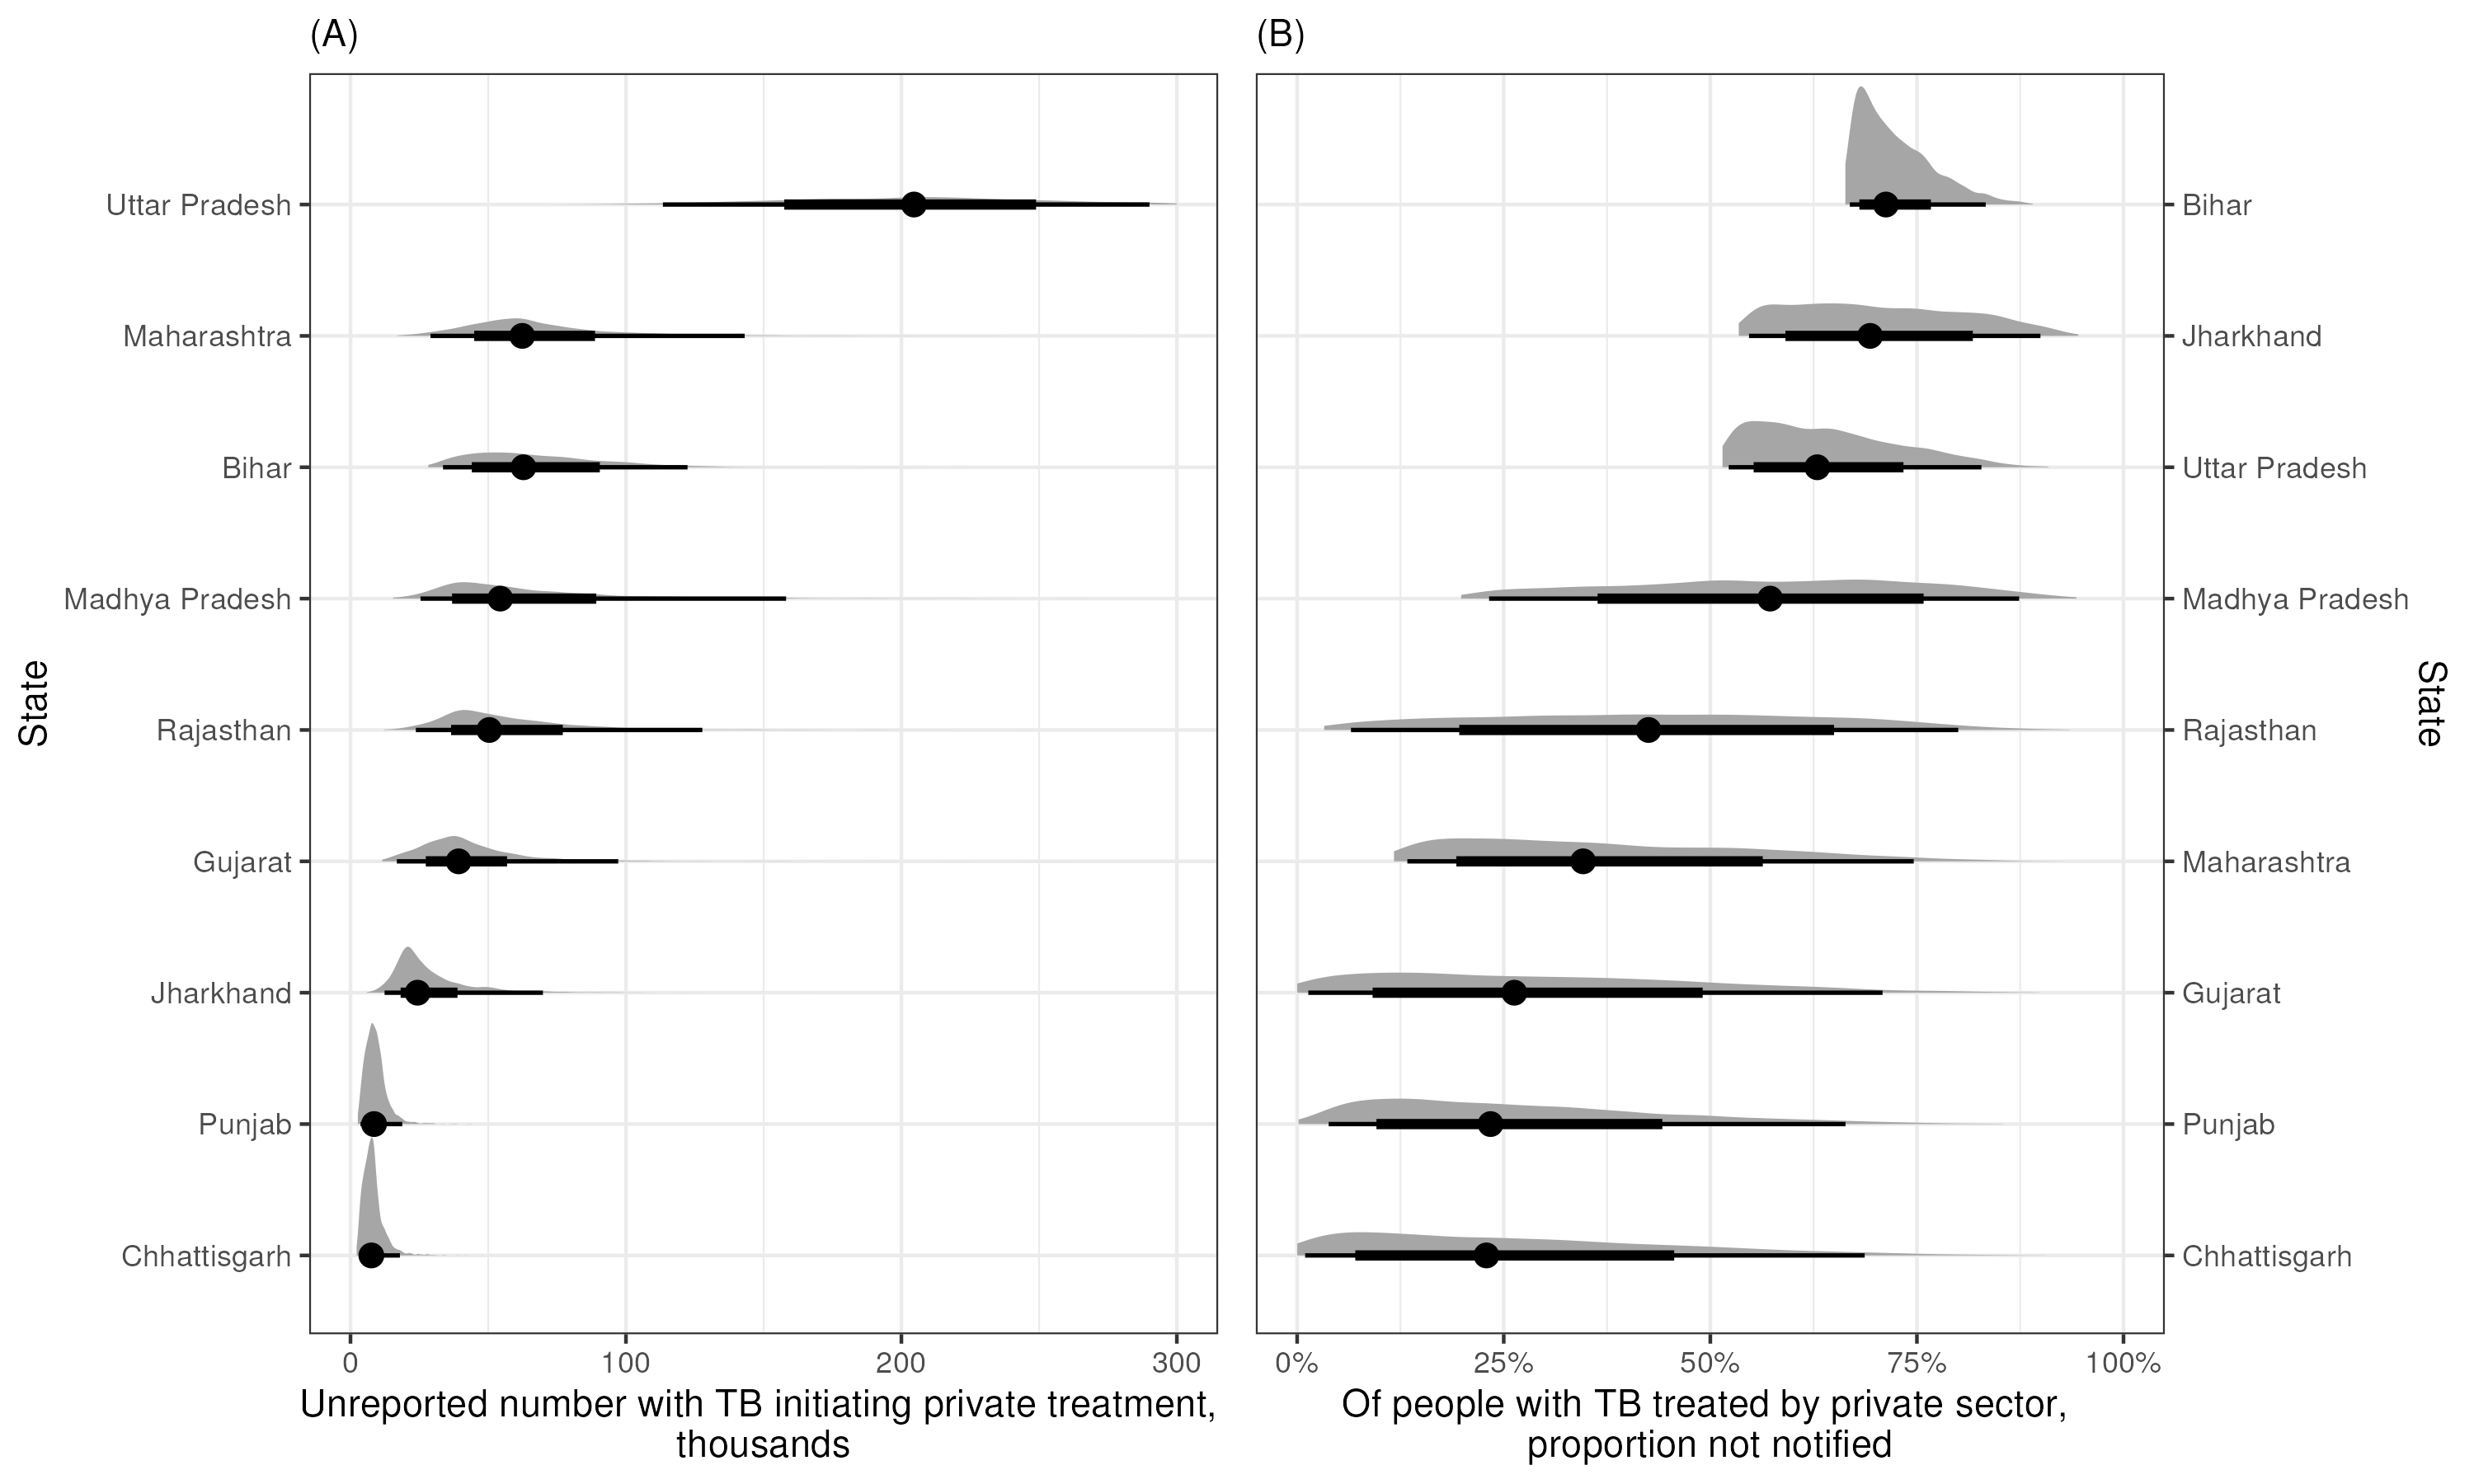 (A)
Uttar Pradesh
Maharashtra
Bihar
Madhya Pradesh
Rajasthan
Gujarat
Jharkhand
Punjab
Chhattisgarh
State
0 100 200 300
Unreported number with TB initiating private treatment,
thousands
(B)
Bihar
Jharkhand
Uttar Pradesh
Madhya Pradesh
Rajasthan
Maharashtra
Gujarat
Punjab
Chhattisgarh
State
0% 25% 50% 75% 100%
Of people with TB treated by private sector,
proportion not notified